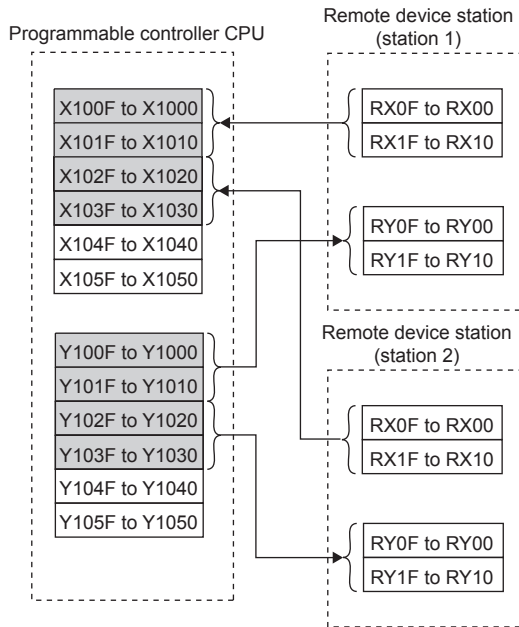 Programmable controller CPU
X100F to X1000
X101F to X1010
X102F to X1020
X103F to X1030
X104F to X1040
X105F to X1050
Y100F to Y1000
Y101F to Y1010
Y102F to Y1020
Y103F to Y1030
Y104F to Y1040
Y105F to Y1050
Remote device station
(station 1)
RX0F to RX00
RX1F to RX10
RY0F to RY00
RY1F to RY10
Remote device station
(station 2)
RX0F to RX00
RX1F to RX10
RY0F to RY00
RY1F to RY10